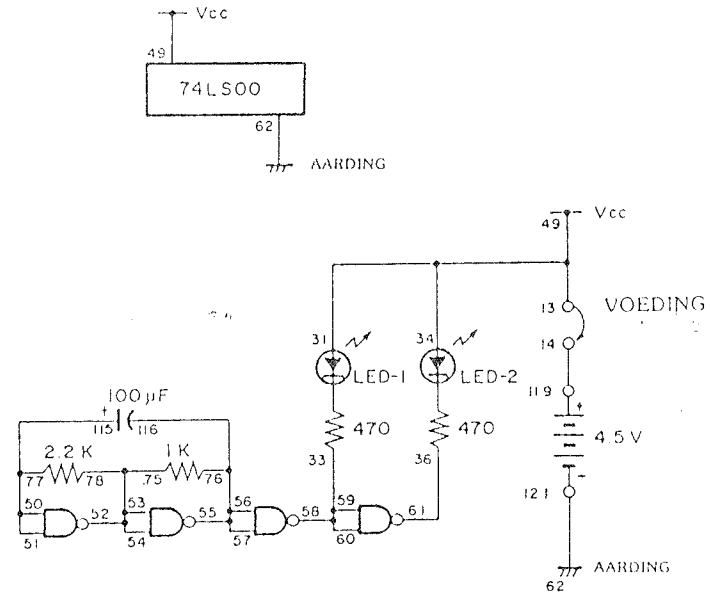 Vcc
49
74LS00
62
AARDING
49 Vcc
13 VOEDING
14
31 34
LED-1 LED-2
119
+
4.5 V
470 470
33 36
121
100 µF
+
115 116
2.2 K 1 K
77 78 75 76
50 53 56 59
52 55 58 61
51 54 57 60
AARDING
62